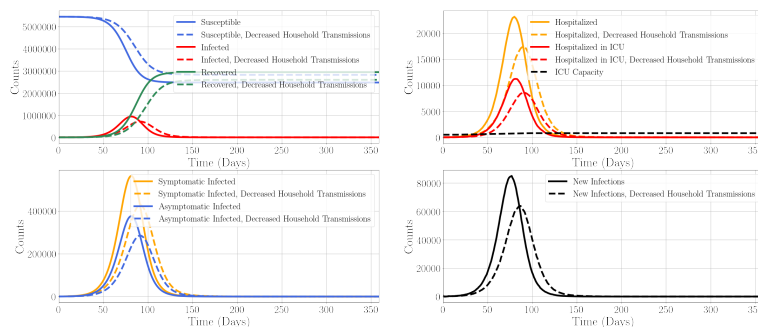 Susceptible
Susceptible, Decreased Household Transmissions
Infected
Infected, Decreased Household Transmissions
Recovered
Recovered, Decreased Household Transmissions
5000000
4000000
3000000
2000000
1000000
0
Counts
0 50 100 150 200 250 300 350
Time (Days)
Hospitalized
Hospitalized, Decreased Household Transmissions
Hospitalized in ICU
Hospitalized in ICU, Decreased Household Transmissions
ICU Capacity
20000
15000
10000
5000
0
Counts
0 50 100 150 200 250 300 350
Time (Days)
Symptomatic Infected
Symptomatic Infected, Decreased Household Transmissions
Asymptomatic Infected
Asymptomatic Infected, Decreased Household Transmissions
400000
200000
0
Counts
0 50 100 150 200 250 300 350
Time (Days)
New Infections
New Infections, Decreased Household Transmissions
80000
60000
40000
20000
0
Counts
0 50 100 150 200 250 300 350
Time (Days)